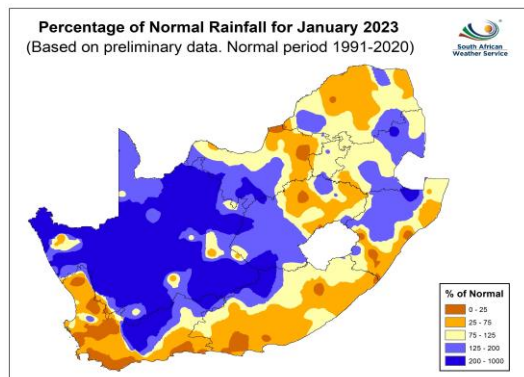 Percentage of Normal Rainfall for January 2023
(Based on preliminary data. Normal period 1991-2020)
South African
Weather Service
% of Normal
0 - 25
25 - 75
75 - 125
125 - 200
200 - 1000